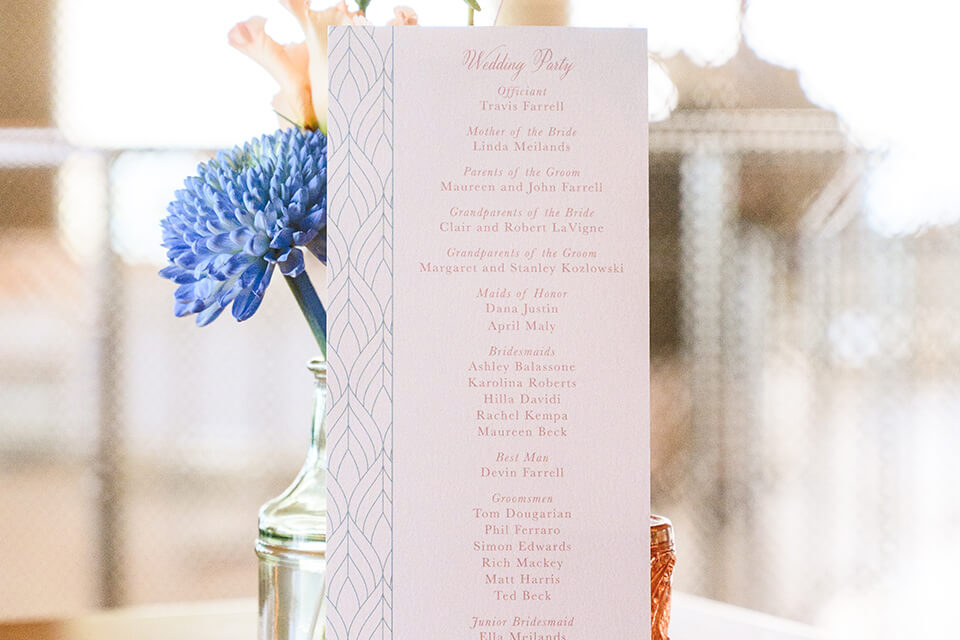 Wedding Party
Officiant
Travis Farrell
Mother of the Bride
Linda Meilands
Parents of the Groom
Maureen and John Farrell
Grandparents of the Bride
Clair and Robert LaVigne
Grandparents of the Groom
Margaret and Stanley Kozlowski
Maids of Honor
Dana Justin
April Maly
Bridesmaids
Ashley Balassone
Karolina Roberts
Hilla Davidi
Rachel Kempa
Maureen Beck
Best Man
Devin Farrell
Groomsmen
Tom Dougarian
Phil Ferraro
Simon Edwards
Rich Mackey
Matt Harris
Ted Beck
Junior Bridesmaid
Ella Meilands